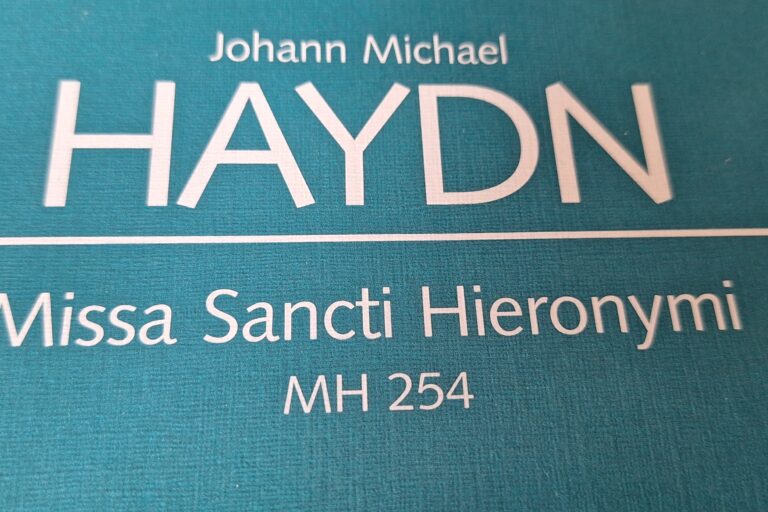 Johann Michael
HAYDN
Missa Sancti Hieronymi
MH 254